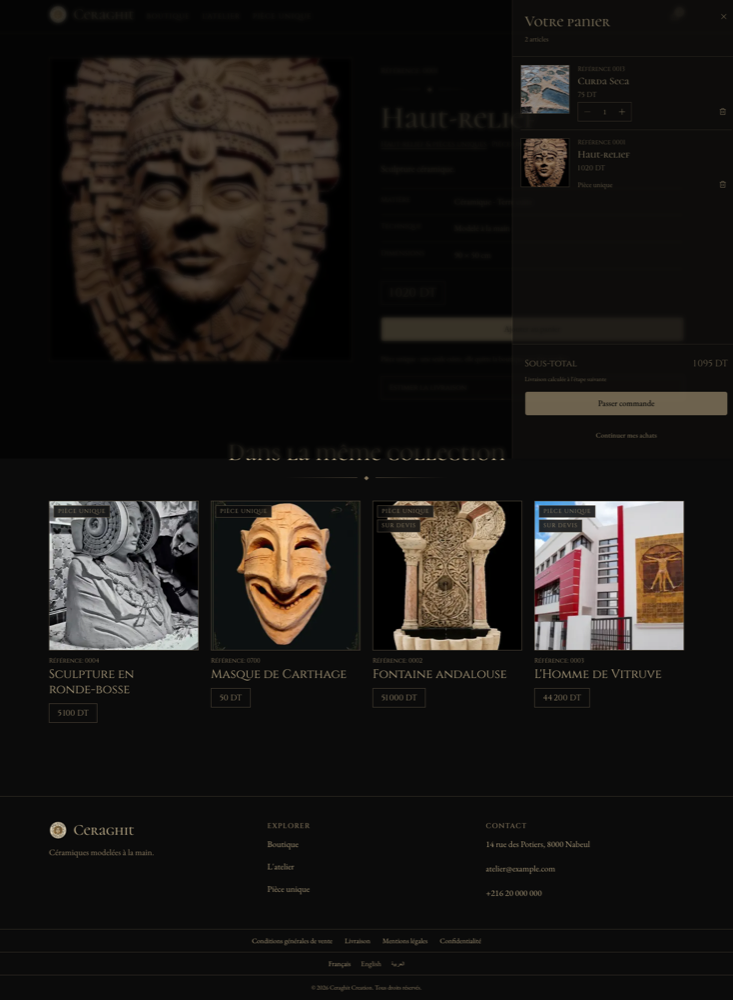 Ceraghit
Votre panier
2 articles
RÉFÉRENCE: 0015
Curda Seca
75 DT
− 1 +
Haut-relief
1020 DT
Pièce unique
Haut-relie
Sous-total
1095 DT
Livraison calculée à l'étape suivante
Passer commande
Continuer mes achats
Dans la même collection
PIÈCE UNIQUE
RÉFÉRENCE: 0004
Sculpture en
ronde-bosse
5100 DT
PIÈCE UNIQUE
RÉFÉRENCE: 0700
Masque de Carthage
50 DT
PIÈCE UNIQUE
SUR DEVIS
RÉFÉRENCE: 0002
Fontaine andalouse
51000 DT
PIÈCE UNIQUE
SUR DEVIS
RÉFÉRENCE: 0003
L'Homme de Vitruve
44 200 DT
Ceraghit
Céramiques modelées à la main.
EXPLORER
Boutique
L'atelier
Pièce unique
CONTACT
14 rue des Potiers, 8000 Nabeul
atelier@example.com
+216 20 000 000
Conditions générales de vente Livraison Mentions légales Confidentialité
Français English العربية
© 2026 Ceraghit Creation. Tous droits réservés.